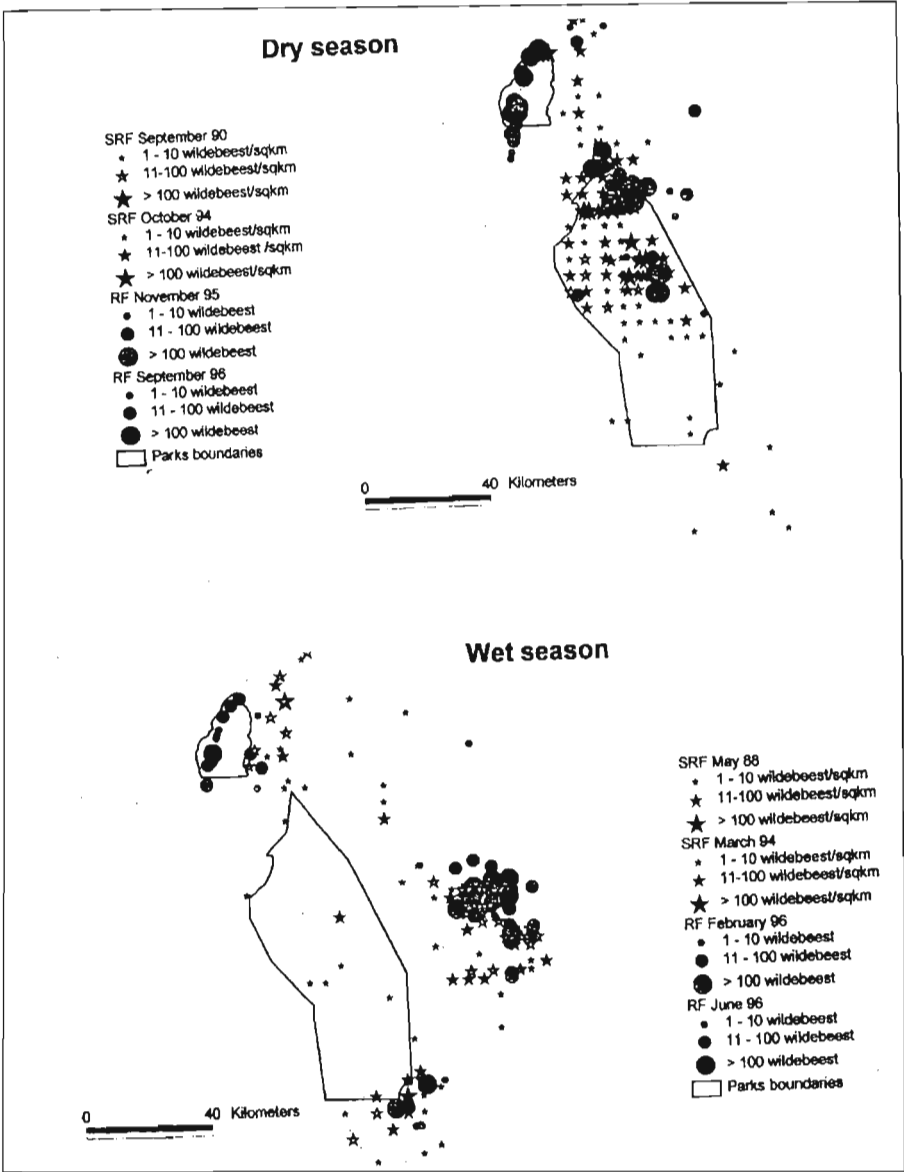 Dry season
SRF September 90
1 - 10 wildebeest/sqkm
11-100 wildebeest/sqkm
> 100 wildebeest/sqkm
SRF October 94
1 - 10 wildebeest/sqkm
11-100 wildebeest /sqkm
> 100 wildebeest/sqkm
RF November 95
1 - 10 wildebeest
11 - 100 wildebeest
> 100 wildebeest
RF September 96
1 - 10 wildebeest
11 - 100 wildebeest
> 100 wildebeest
Parks boundaries
0 40 Kilometers
Wet season
SRF May 88
1 - 10 wildebeest/sqkm
11-100 wildebeest/sqkm
> 100 wildebeest/sqkm
SRF March 94
1 - 10 wildebeest/sqkm
11-100 wildebeest/sqkm
> 100 wildebeest/sqkm
RF February 96
1 - 10 wildebeest
11 - 100 wildebeest
> 100 wildebeest
RF June 96
1 - 10 wildebeest
11 - 100 wildebeest
> 100 wildebeest
Parks boundaries
0 40 Kilometers